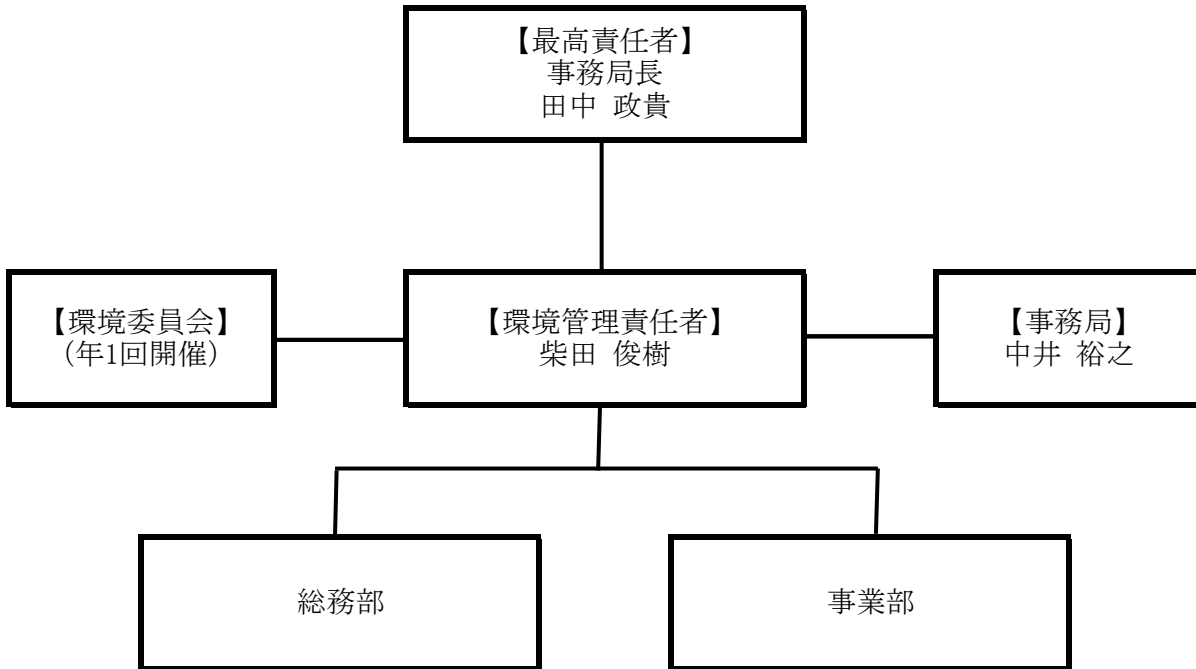 【最高責任者】
事務局長
田中 政貴
【環境委員会】
(年1回開催)
【環境管理責任者】
柴田 俊樹
【事務局】
中井 裕之
総務部
事業部